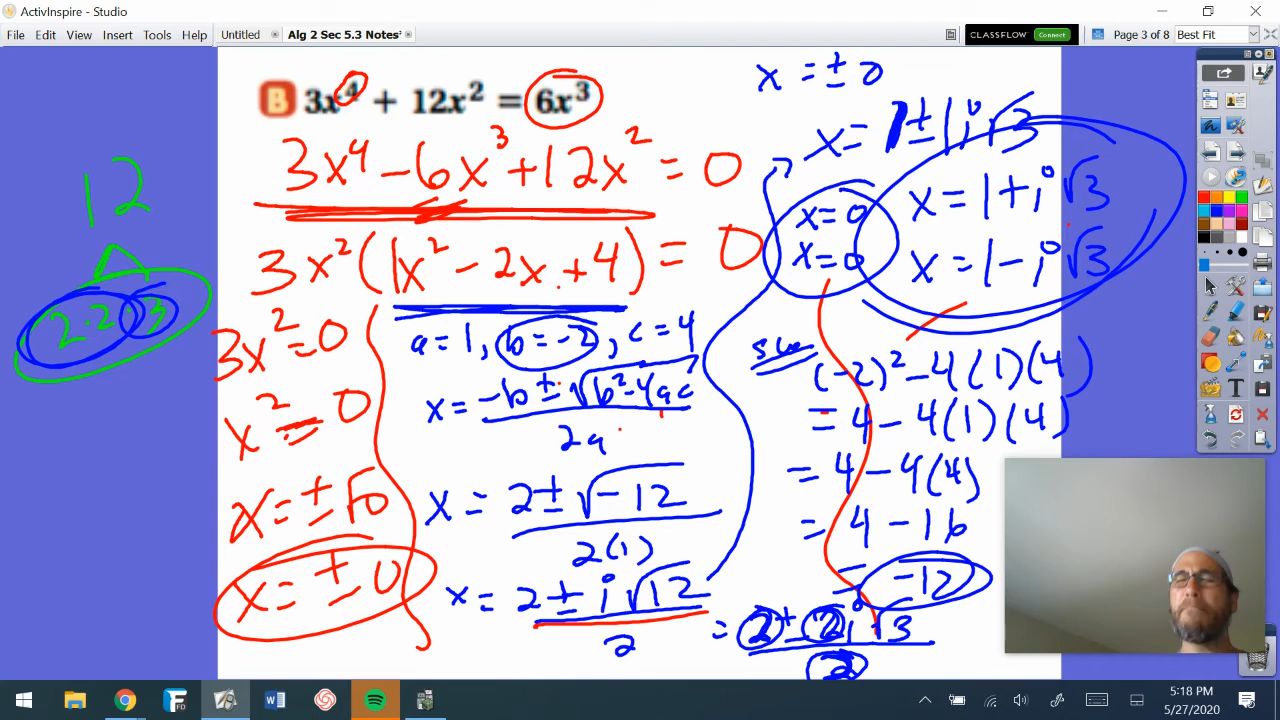 ActivInspire - Studio
File Edit View Insert Tools Help
Untitled
Alg 2 Sec 5.3 Notes*
CLASSFLOW Connect
Page 3 of 8
Best Fit
B 3x⁴ + 12x² = 6x³
3x⁴ - 6x³ + 12x² = 0
3x²(1x² - 2x + 4) = 0
12
2·2·3
3x² = 0
x² = 0
x = ±√0
x = ±0
a=1, b=-2, c=4
x = (-b ± √(b²-4ac))/2a
x = (2 ± √-12)/2(1)
x = (2 ± i√12)/2
= (2 ± 2i√3)/2
x = ±0
x = 1±1i√3
x=0
x=0
x = 1+i√3
x = 1-i√3
(-2)² - 4(1)(4)
= 4 - 4(1)(4)
= 4 - 4(4)
= 4 - 16
= -12
5:18 PM
5/27/2020